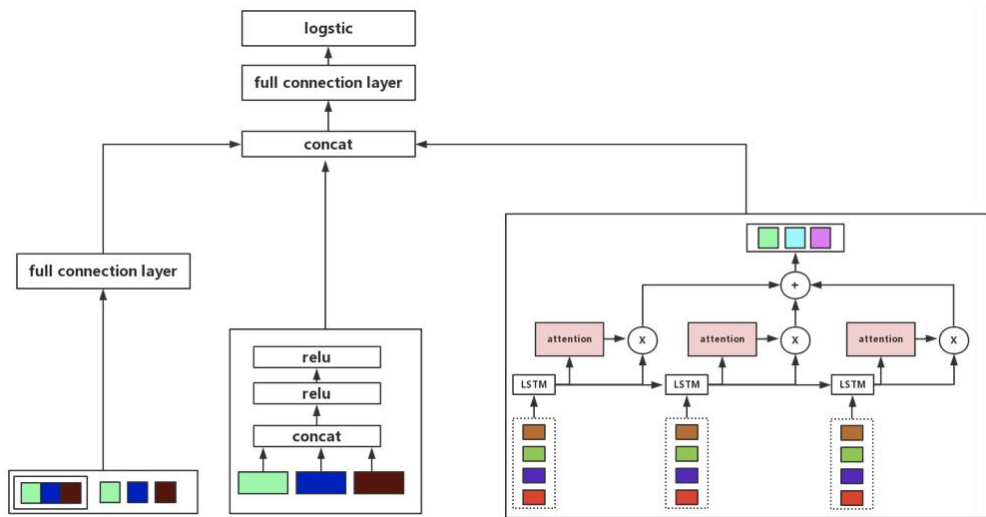 logstic
full connection layer
concat
full connection layer
relu
relu
concat
+
attention
X
attention
X
attention
X
LSTM
LSTM
LSTM